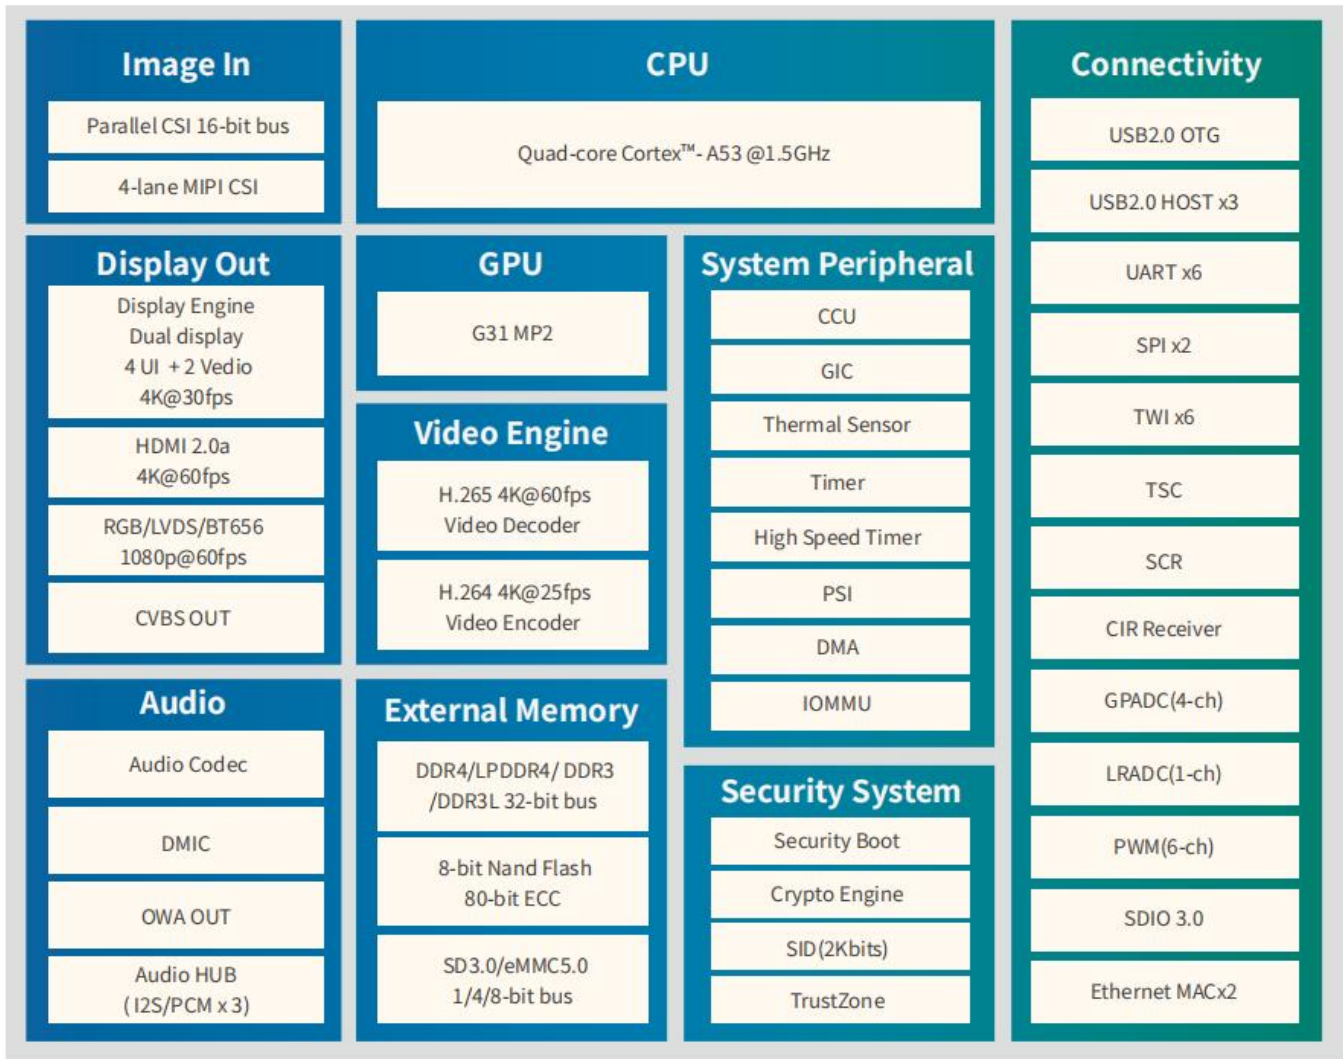 Image In
Parallel CSI 16-bit bus
4-lane MIPI CSI
CPU
Quad-core Cortex™- A53 @1.5GHz
Connectivity
USB2.0 OTG
USB2.0 HOST x3
UART x6
SPI x2
TWI x6
TSC
SCR
CIR Receiver
GPADC(4-ch)
LRADC(1-ch)
PWM(6-ch)
SDIO 3.0
Ethernet MACx2
Display Out
Display Engine
Dual display
4 UI + 2 Vedio
4K@30fps
HDMI 2.0a
4K@60fps
RGB/LVDS/BT656
1080p@60fps
CVBS OUT
GPU
G31 MP2
Video Engine
H.265 4K@60fps
Video Decoder
H.264 4K@25fps
Video Encoder
System Peripheral
CCU
GIC
Thermal Sensor
Timer
High Speed Timer
PSI
DMA
IOMMU
Audio
Audio Codec
DMIC
OWA OUT
Audio HUB
( I2S/PCM x 3)
External Memory
DDR4/LPDDR4/ DDR3
/DDR3L 32-bit bus
8-bit Nand Flash
80-bit ECC
SD3.0/eMMC5.0
1/4/8-bit bus
Security System
Security Boot
Crypto Engine
SID(2Kbits)
TrustZone